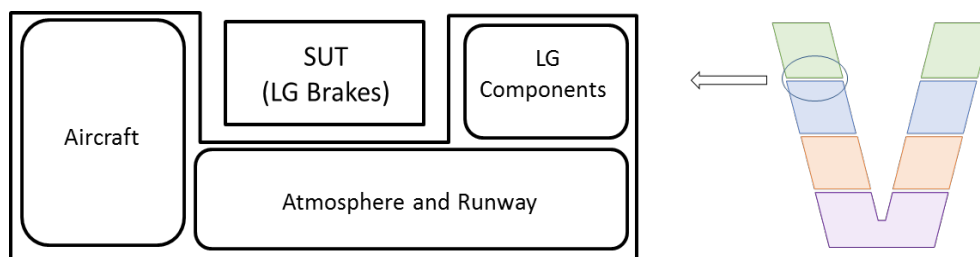 Aircraft
SUT
(LG Brakes)
LG
Components
Atmosphere and Runway